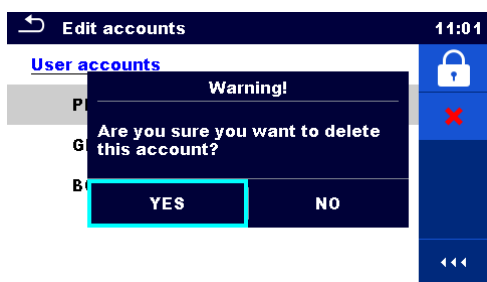 Edit accounts 11:01
User accounts
Warning!
Are you sure you want to delete
this account?
YES NO